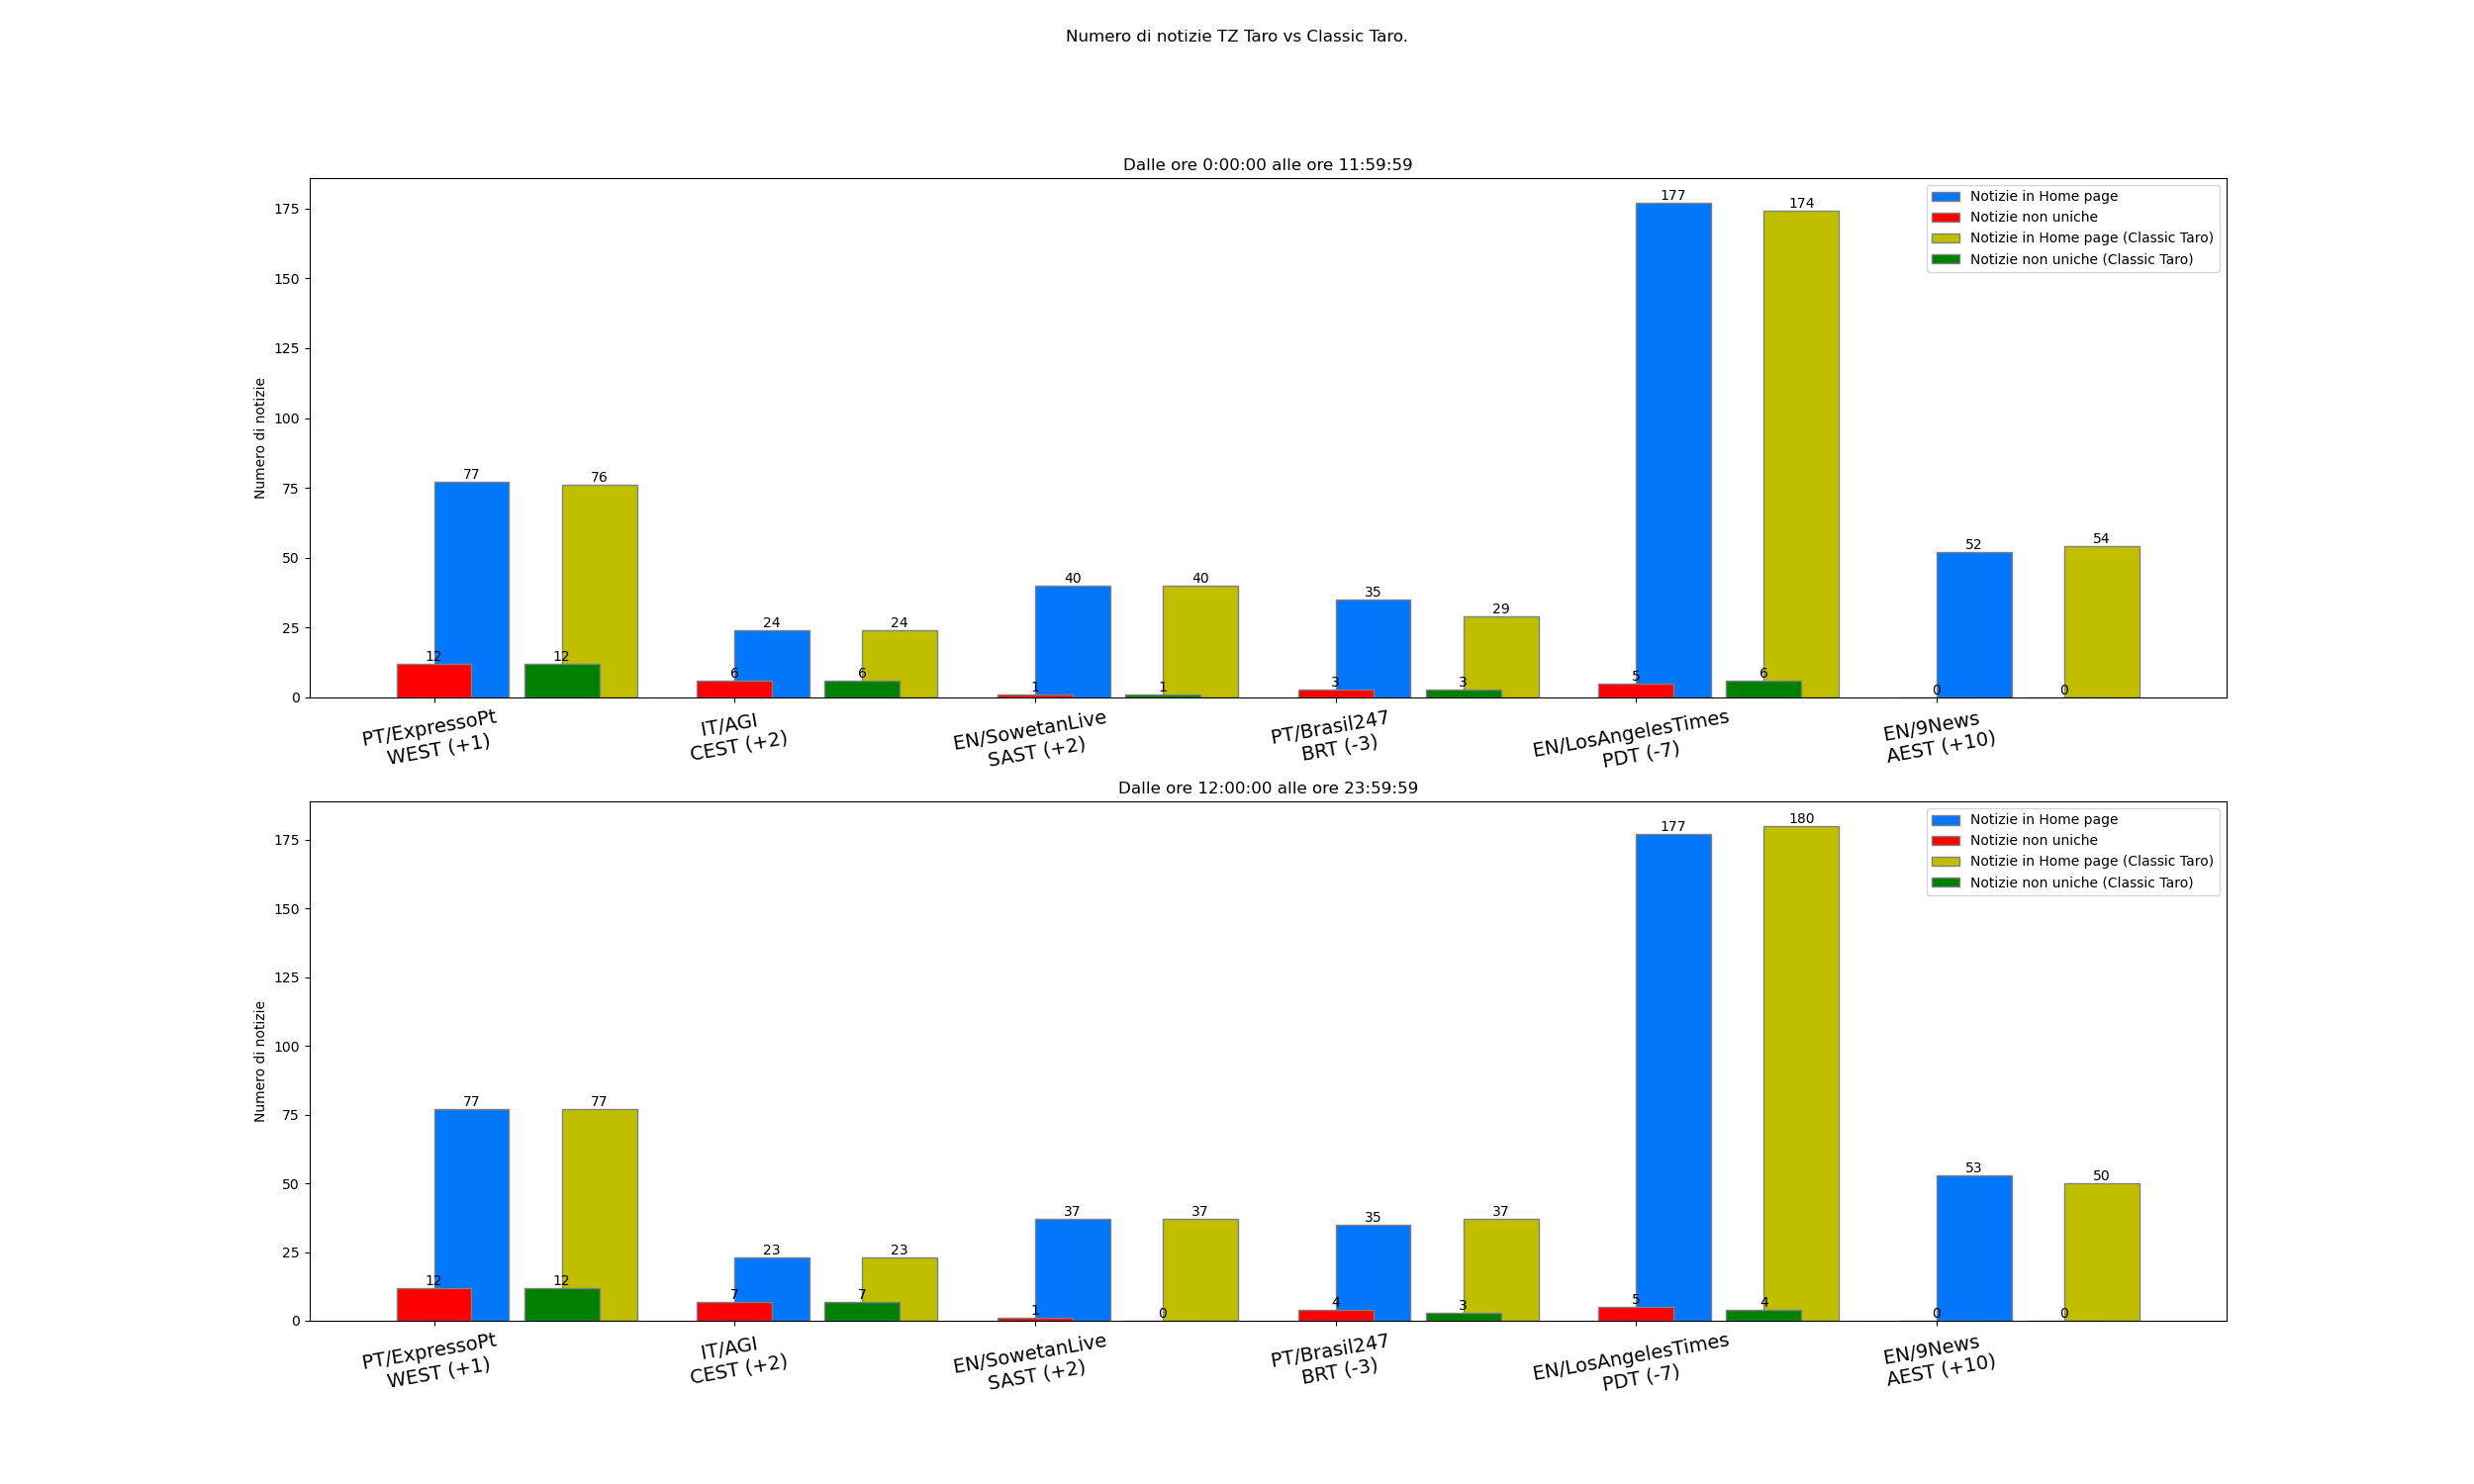 Numero di notizie TZ Taro vs Classic Taro.
Dalle ore 0:00:00 alle ore 11:59:59
Numero di notizie
175
150
125
100
75
50
25
0
Notizie in Home page
Notizie non uniche
Notizie in Home page (Classic Taro)
Notizie non uniche (Classic Taro)
12
77
12
76
6
24
6
24
1
40
1
40
3
35
3
29
5
177
6
174
0
52
0
54
PT/ExpressoPt
WEST (+1)
IT/AGI
CEST (+2)
EN/SowetanLive
SAST (+2)
PT/Brasil247
BRT (-3)
EN/LosAngelesTimes
PDT (-7)
EN/9News
AEST (+10)
Dalle ore 12:00:00 alle ore 23:59:59
Numero di notizie
175
150
125
100
75
50
25
0
Notizie in Home page
Notizie non uniche
Notizie in Home page (Classic Taro)
Notizie non uniche (Classic Taro)
12
77
12
77
7
23
7
23
1
37
0
37
4
35
3
37
5
177
4
180
0
53
0
50
PT/ExpressoPt
WEST (+1)
IT/AGI
CEST (+2)
EN/SowetanLive
SAST (+2)
PT/Brasil247
BRT (-3)
EN/LosAngelesTimes
PDT (-7)
EN/9News
AEST (+10)